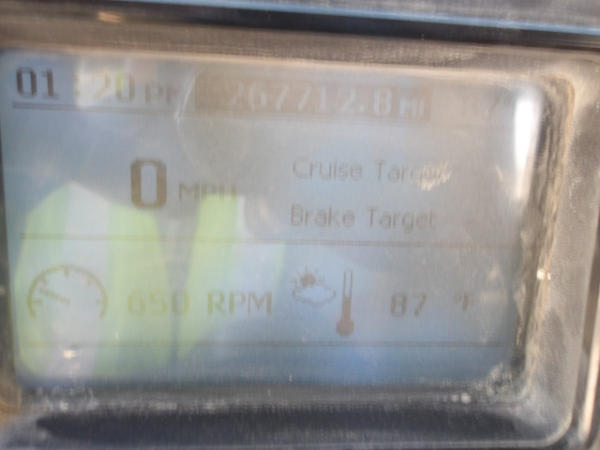 01:20 PM 267712.8 MI
0 MPH
Cruise Target
Brake Target
650 RPM 87 °F